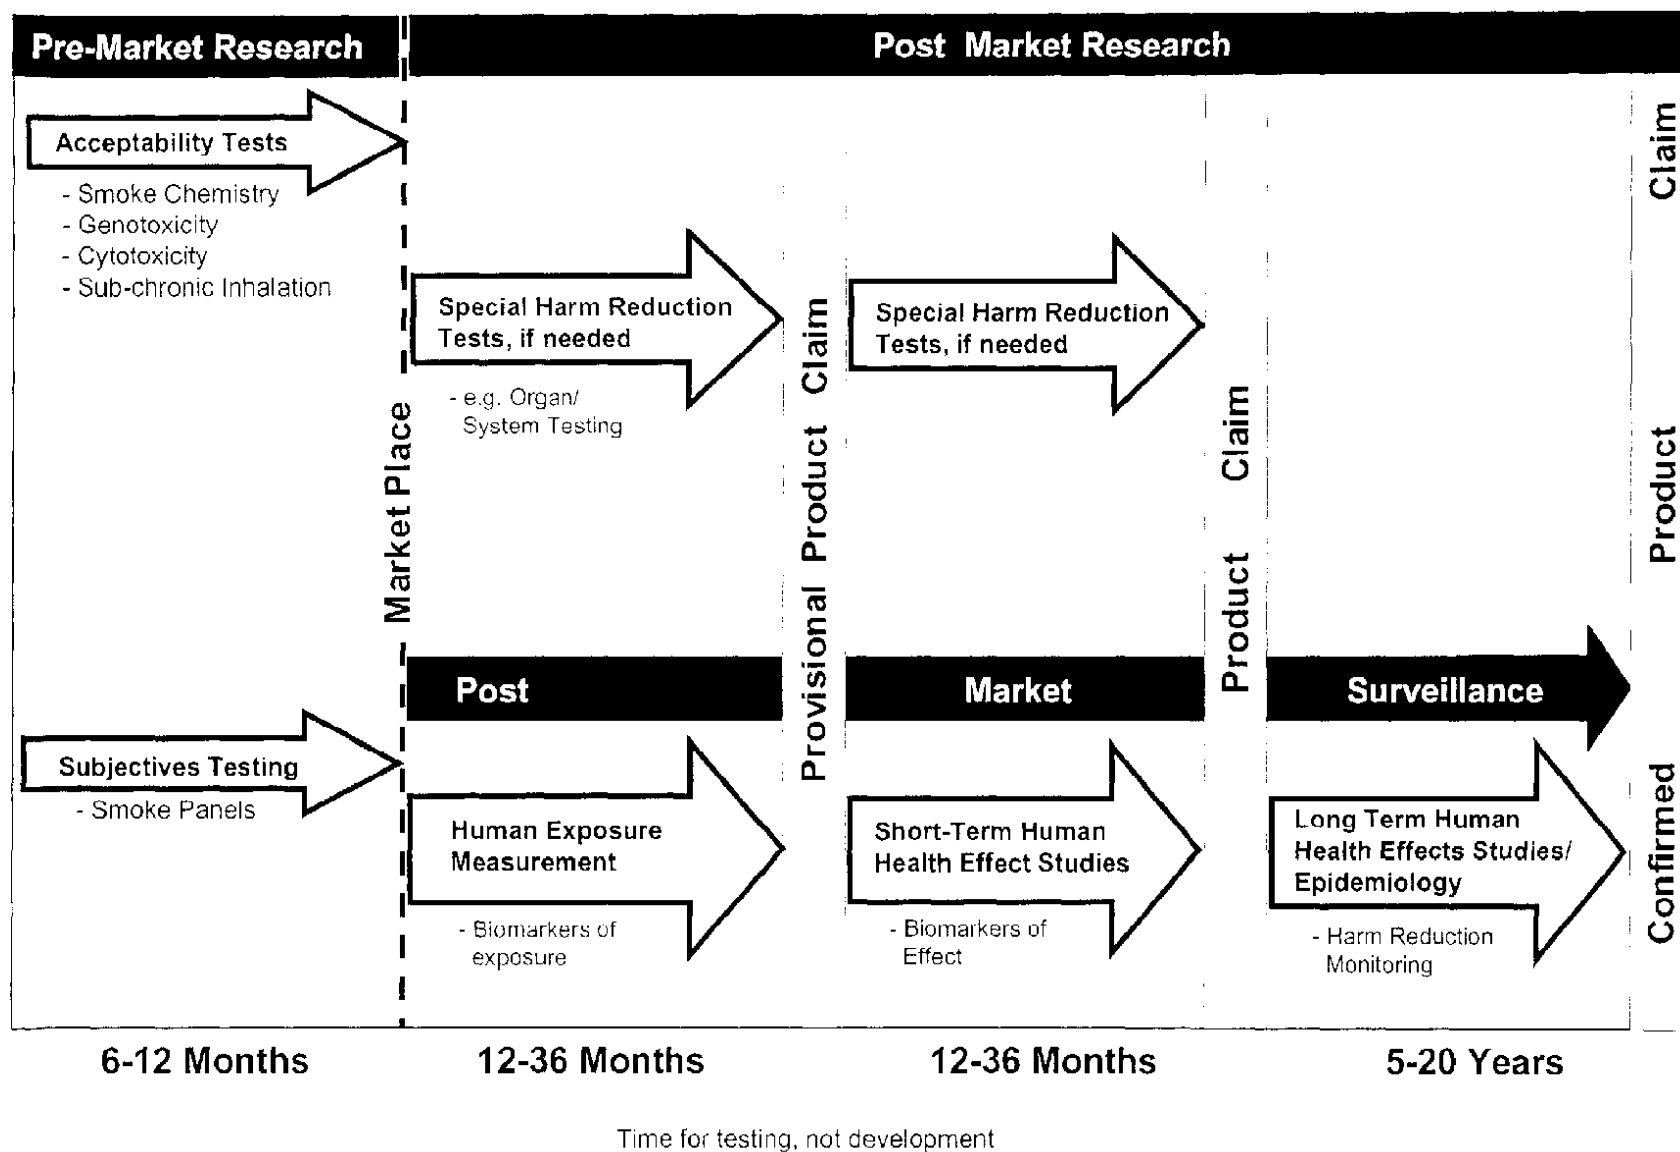 Pre-Market Research
Post Market Research
Acceptability Tests
- Smoke Chemistry
- Genotoxicity
- Cytotoxicity
- Sub-chronic Inhalation
Subjectives Testing
- Smoke Panels
Market Place
Special Harm Reduction
Tests, if needed
- e.g. Organ/
System Testing
Post
Human Exposure
Measurement
- Biomarkers of
exposure
Provisional Product Claim
Special Harm Reduction
Tests, if needed
Market
Short-Term Human
Health Effect Studies
- Biomarkers of
Effect
Product Claim
Surveillance
Long Term Human
Health Effects Studies/
Epidemiology
- Harm Reduction
Monitoring
Confirmed Product Claim
6-12 Months
12-36 Months
12-36 Months
5-20 Years
Time for testing, not development